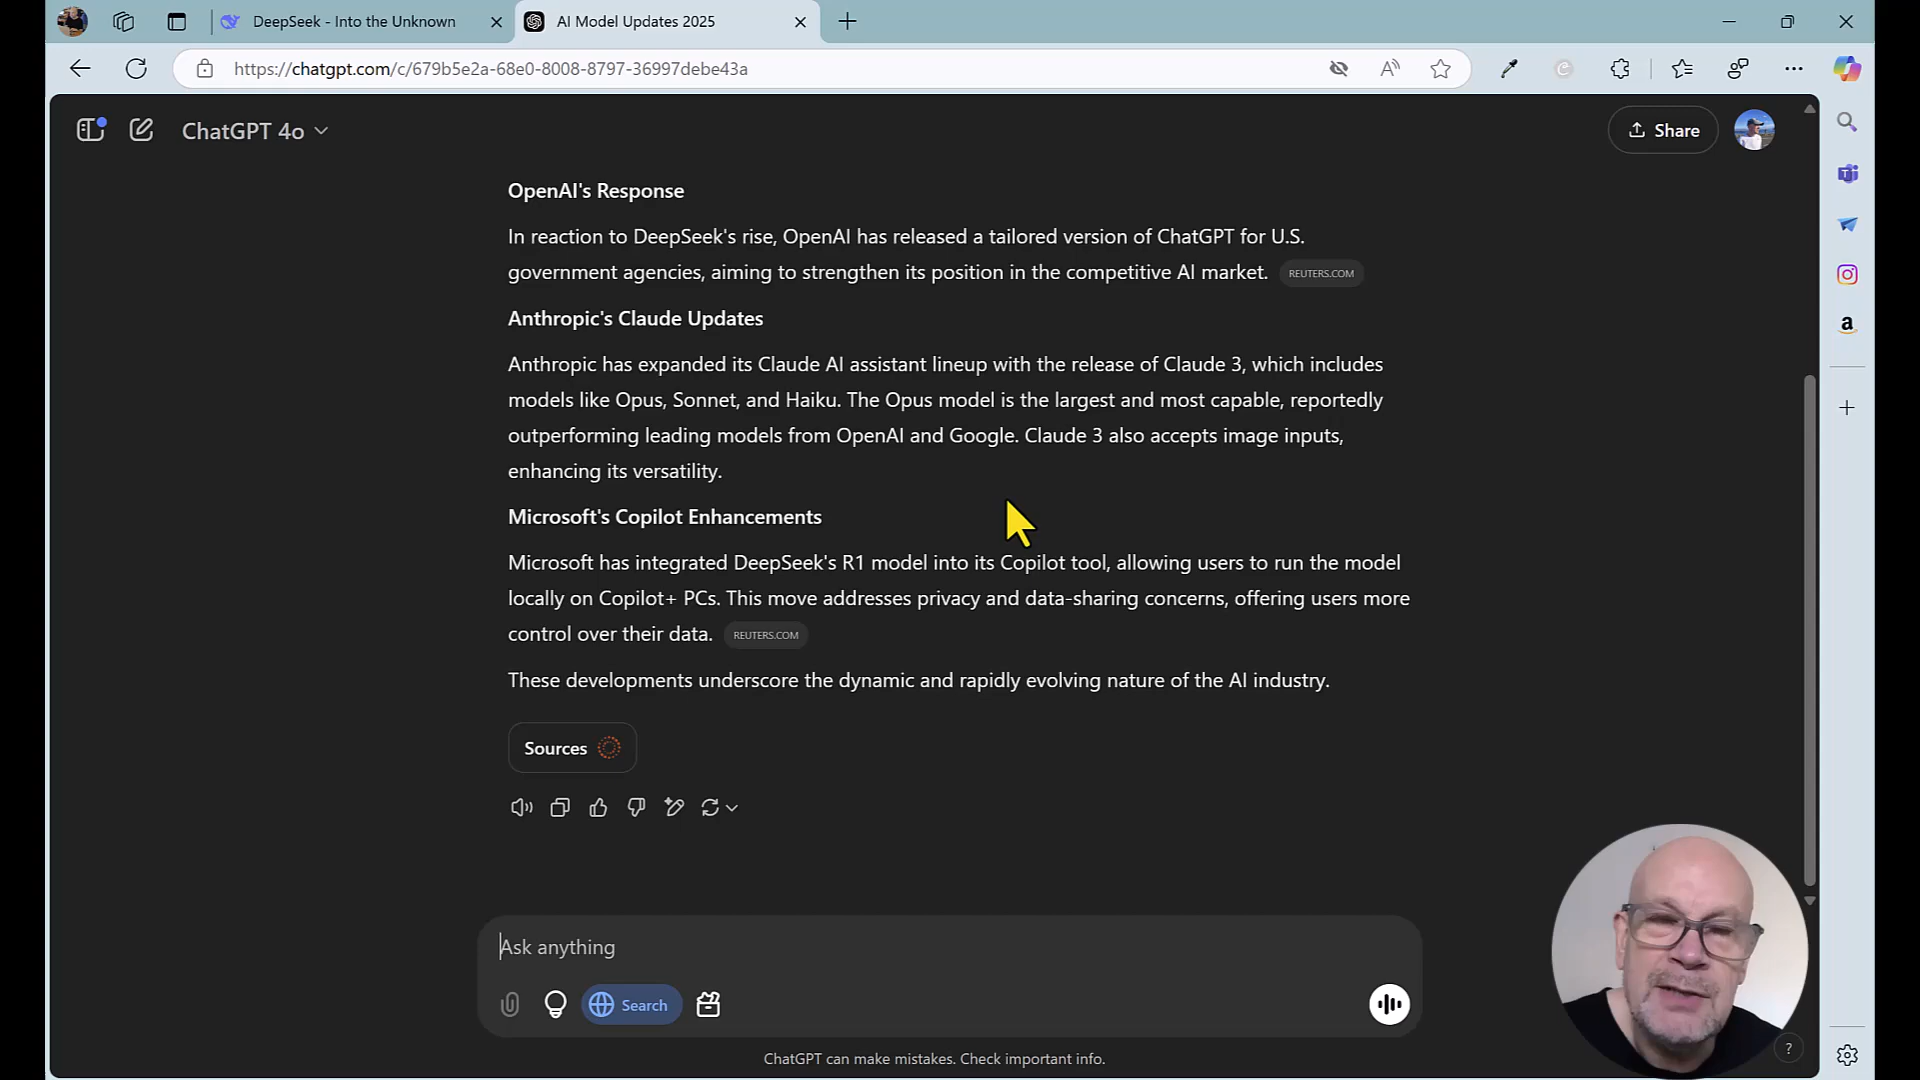 DeepSeek - Into the Unknown
AI Model Updates 2025
https://chatgpt.com/c/679b5e2a-68e0-8008-8797-36997debe43a
ChatGPT 4o
Share
OpenAI's Response
In reaction to DeepSeek's rise, OpenAI has released a tailored version of ChatGPT for U.S.
government agencies, aiming to strengthen its position in the competitive AI market. REUTERS.COM
Anthropic's Claude Updates
Anthropic has expanded its Claude AI assistant lineup with the release of Claude 3, which includes
models like Opus, Sonnet, and Haiku. The Opus model is the largest and most capable, reportedly
outperforming leading models from OpenAI and Google. Claude 3 also accepts image inputs,
enhancing its versatility.
Microsoft's Copilot Enhancements
Microsoft has integrated DeepSeek's R1 model into its Copilot tool, allowing users to run the model
locally on Copilot+ PCs. This move addresses privacy and data-sharing concerns, offering users more
control over their data. REUTERS.COM
These developments underscore the dynamic and rapidly evolving nature of the AI industry.
Sources
Ask anything
Search
ChatGPT can make mistakes. Check important info.
?